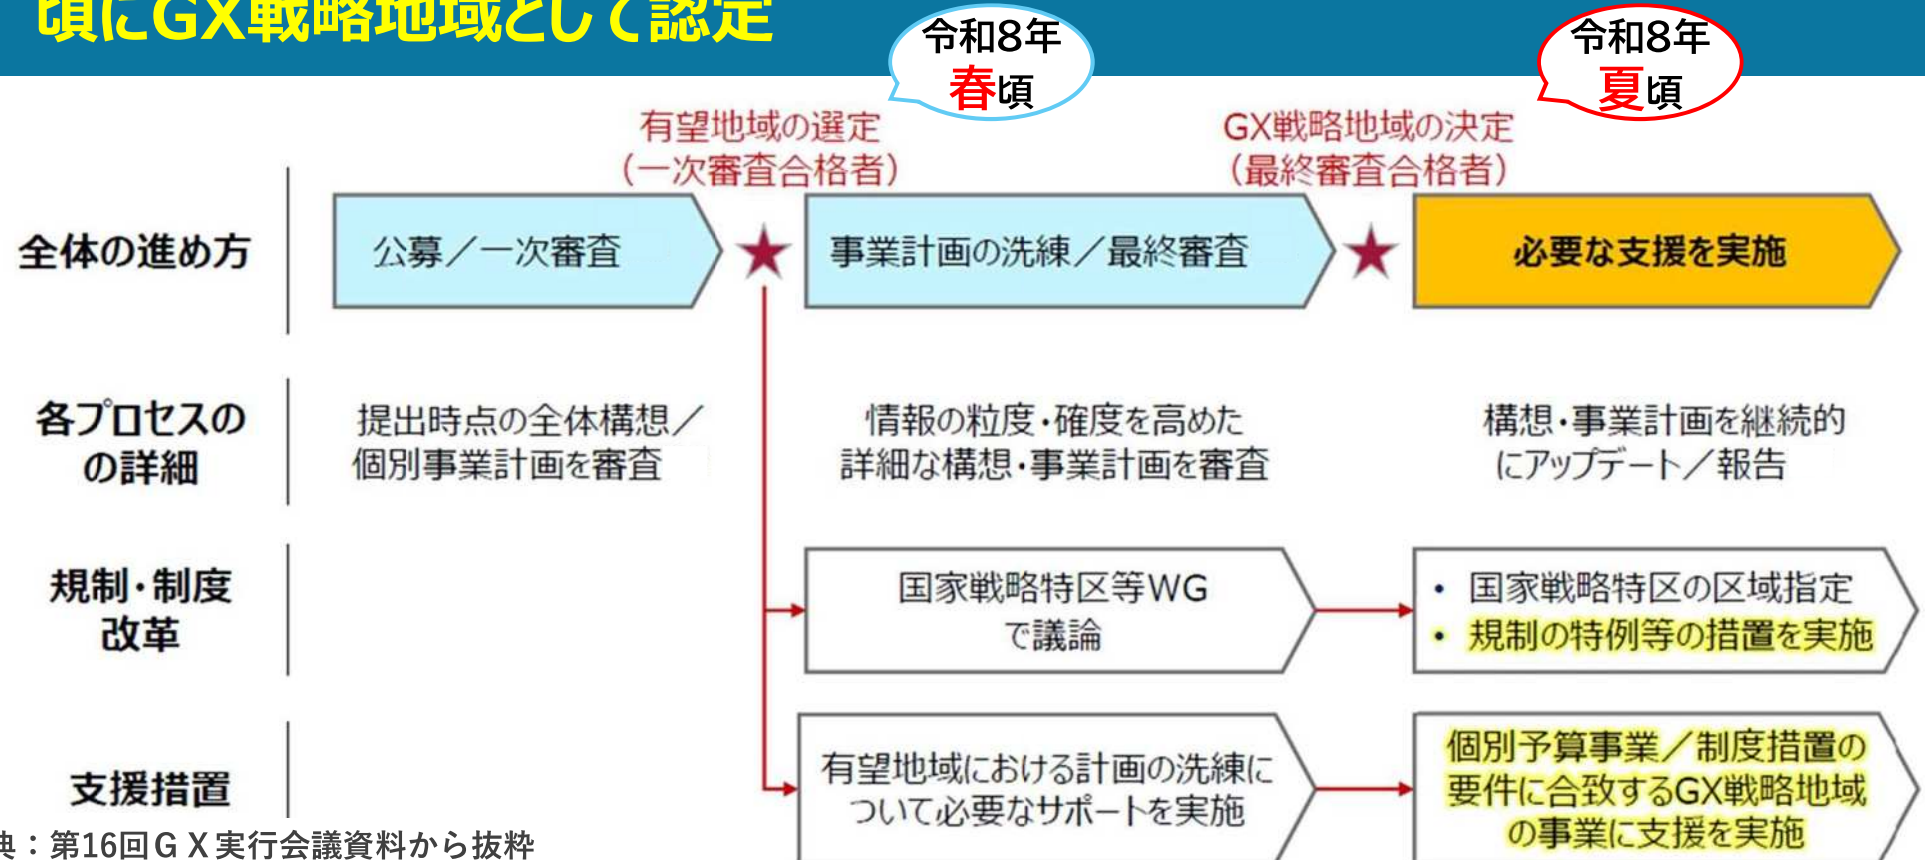 頃にGX戦略地域として認定
令和8年
春頃
令和8年
夏頃
有望地域の選定
（一次審査合格者）
GX戦略地域の決定
（最終審査合格者）
全体の進め方
公募／一次審査
事業計画の洗練／最終審査
必要な支援を実施
各プロセスの
の詳細
提出時点の全体構想／
個別事業計画を審査
情報の粒度・確度を高めた
詳細な構想・事業計画を審査
構想・事業計画を継続的
にアップデート／報告
規制・制度
改革
国家戦略特区等WG
で議論
• 国家戦略特区の区域指定
• 規制の特例等の措置を実施
支援措置
有望地域における計画の洗練に
ついて必要なサポートを実施
個別予算事業／制度措置の
要件に合致するGX戦略地域
の事業に支援を実施
典：第16回ＧＸ実行会議資料から抜粋